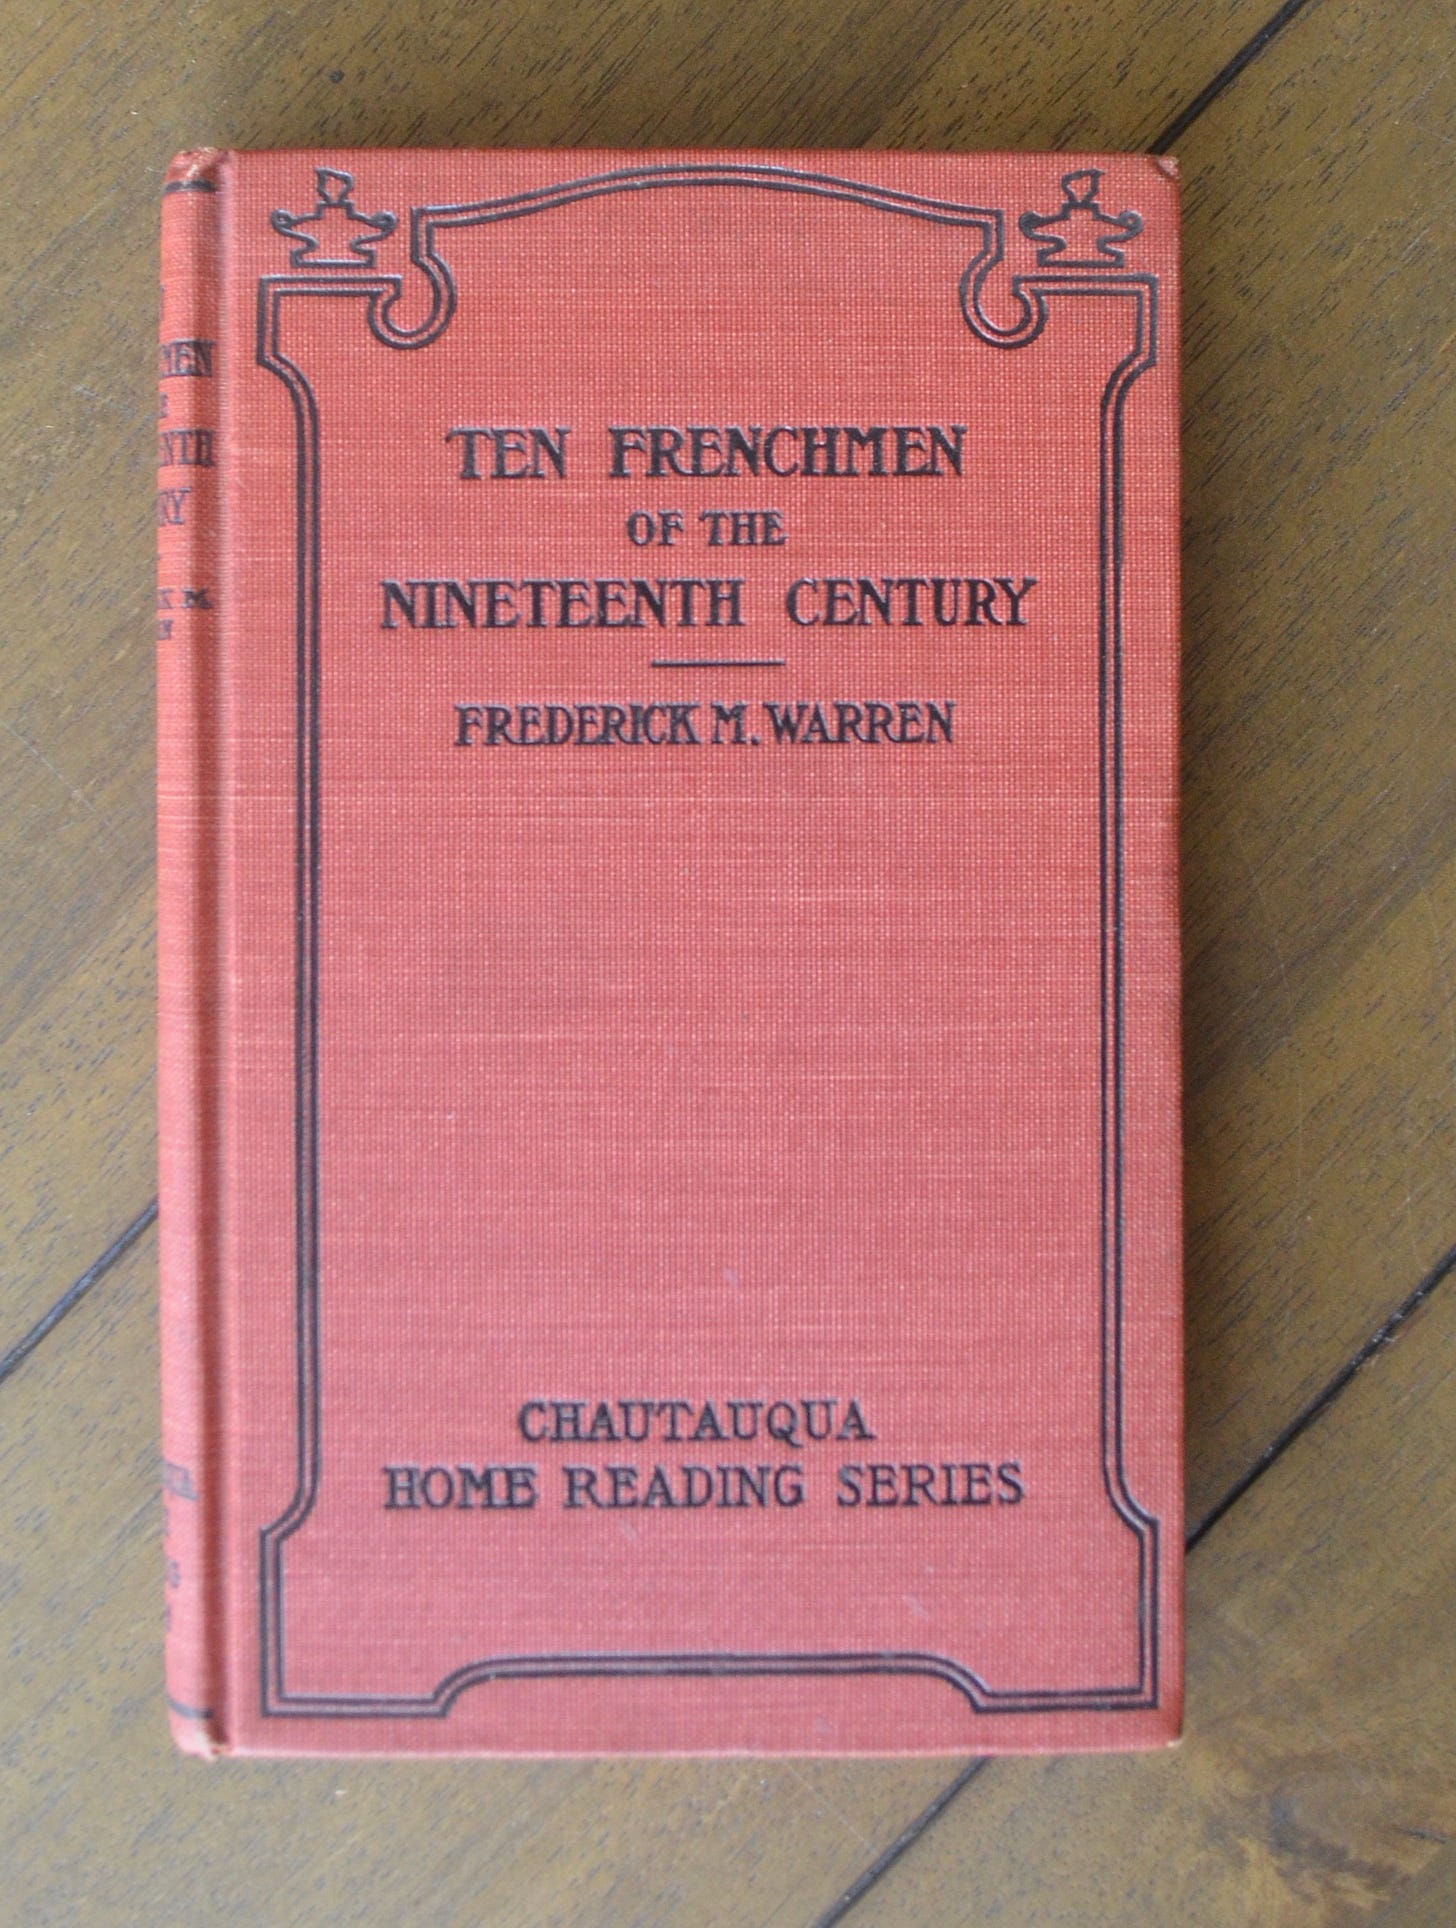 TEN FRENCHMEN
OF THE
NINETEENTH CENTURY
FREDERICK M. WARREN
CHAUTAUQUA
HOME READING SERIES